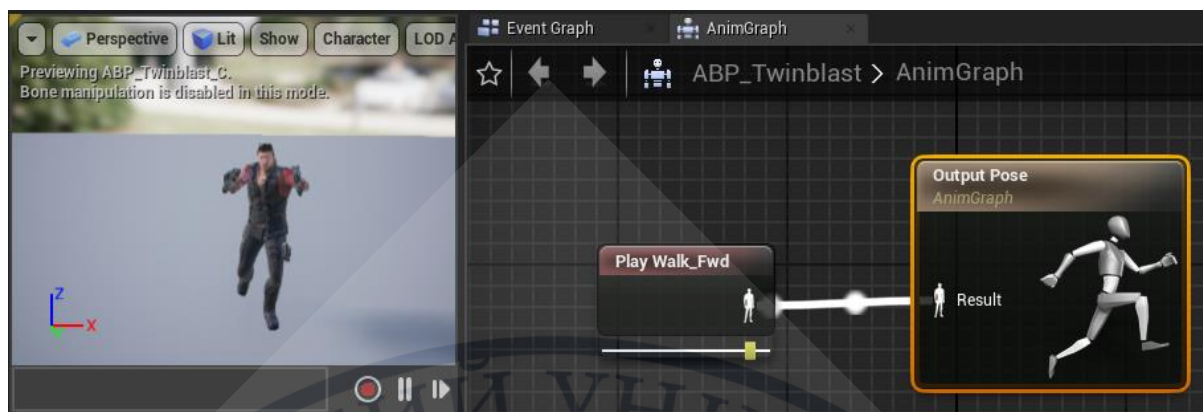 Perspective
Lit
Show
Character
LOD A
Previewing ABP_Twinblast_C.
Bone manipulation is disabled in this mode.
Z
X
Event Graph
AnimGraph
ABP_Twinblast > AnimGraph
Play Walk_Fwd
Output Pose
AnimGraph
Result